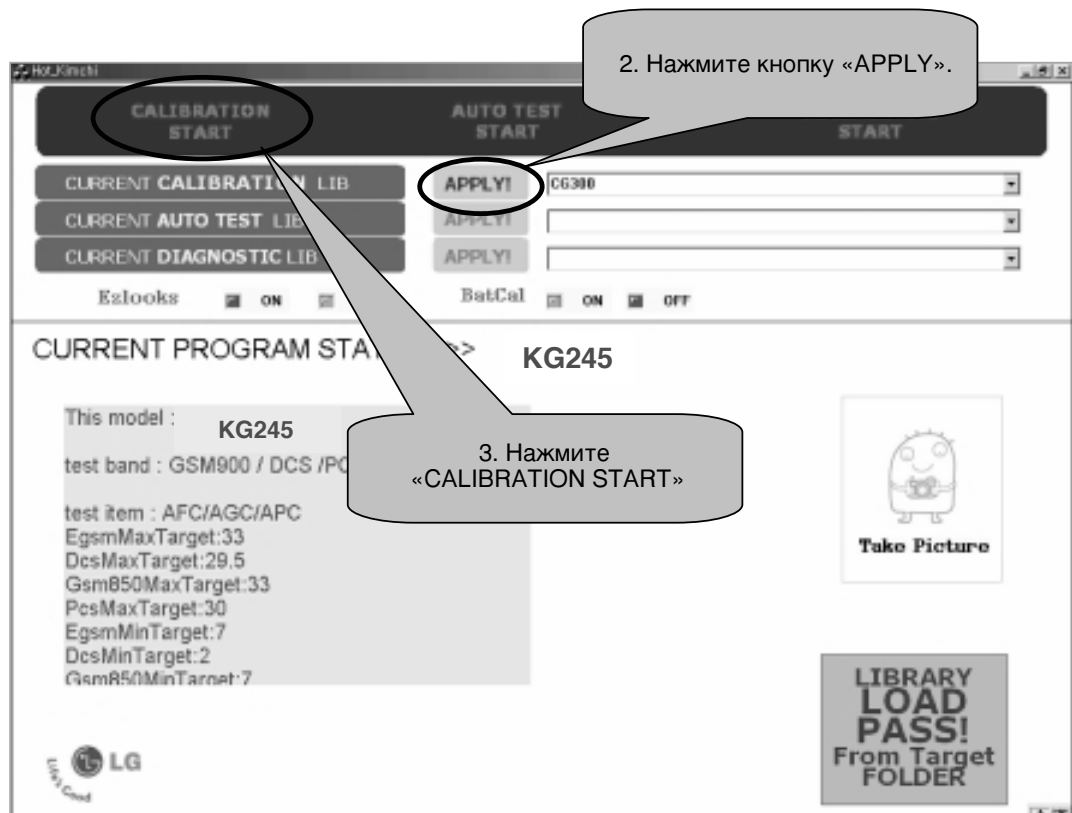 2. Нажмите кнопку «APPLY».
Hot_Kimchi
CALIBRATION
START
AUTO TEST
START
START
CURRENT CALIBRATION LIB
APPLY!
C6300
CURRENT AUTO TEST LIB
APPLY!
CURRENT DIAGNOSTIC LIB
APPLY!
Ezlooks
ON
BatCal
ON
OFF
CURRENT PROGRAM STAT >>
KG245
This model :
KG245
test band : GSM900 / DCS /PC
3. Нажмите
«CALIBRATION START»
test item : AFC/AGC/APC
EgsmMaxTarget:33
DcsMaxTarget:29.5
Gsm850MaxTarget:33
PcsMaxTarget:30
EgsmMinTarget:7
DcsMinTarget:2
Gsm850MinTarget:7
Take Picture
LIBRARY
LOAD
PASS!
From Target
FOLDER
LG
Life's Good